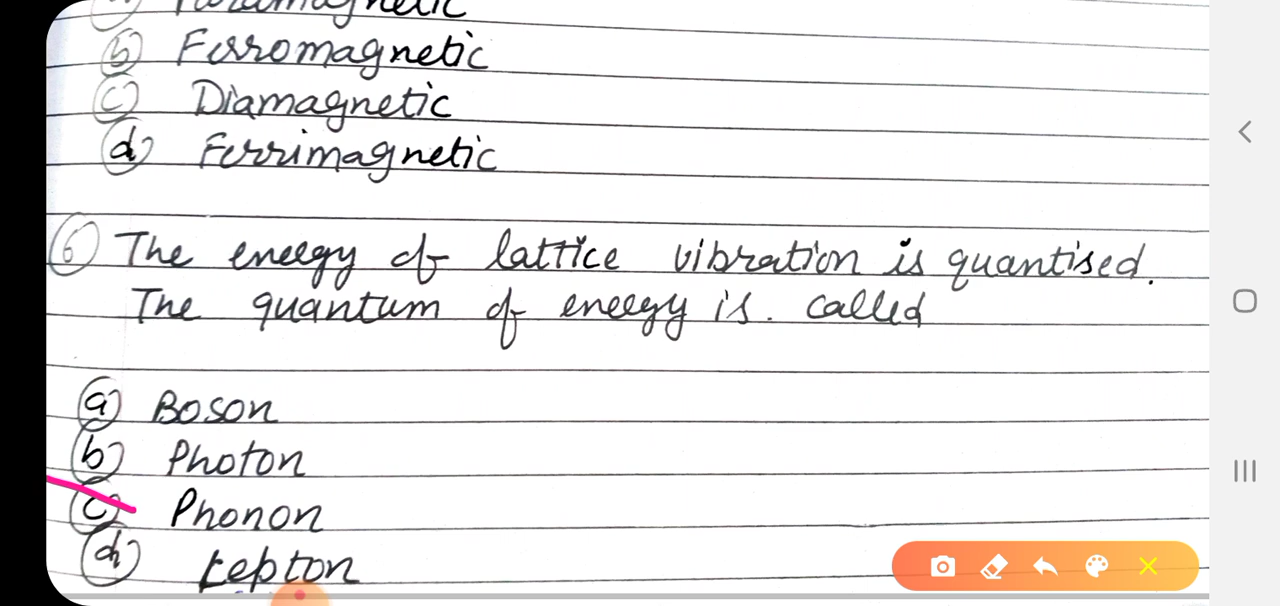 (a) Paramagnetic
(b) Ferromagnetic
(c) Diamagnetic
(d) Ferrimagnetic
(6) The energy of lattice vibration is quantised.
The quantum of energy is. called
(a) Boson
(b) Photon
(c) Phonon
(d) Lepton